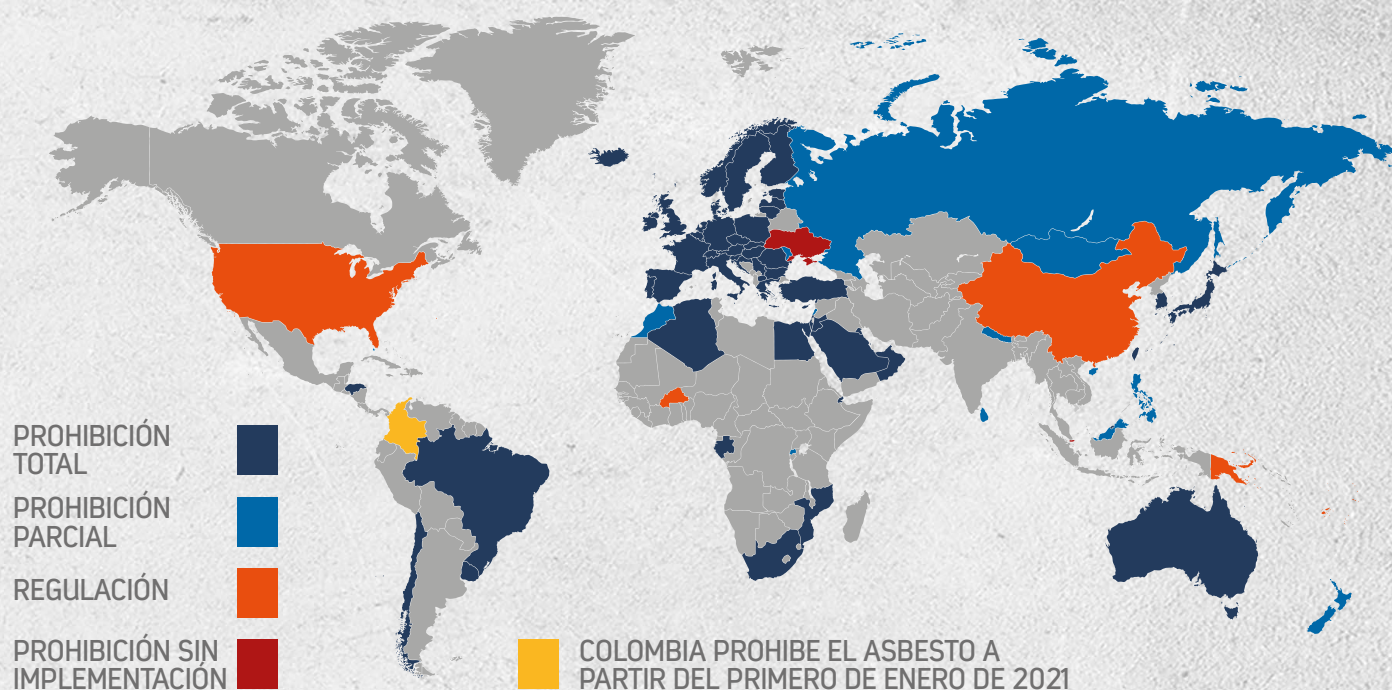 PROHIBICIÓN
TOTAL
PROHIBICIÓN
PARCIAL
REGULACIÓN
PROHIBICIÓN SIN
IMPLEMENTACIÓN
COLOMBIA PROHIBE EL ASBESTO A
PARTIR DEL PRIMERO DE ENERO DE 2021